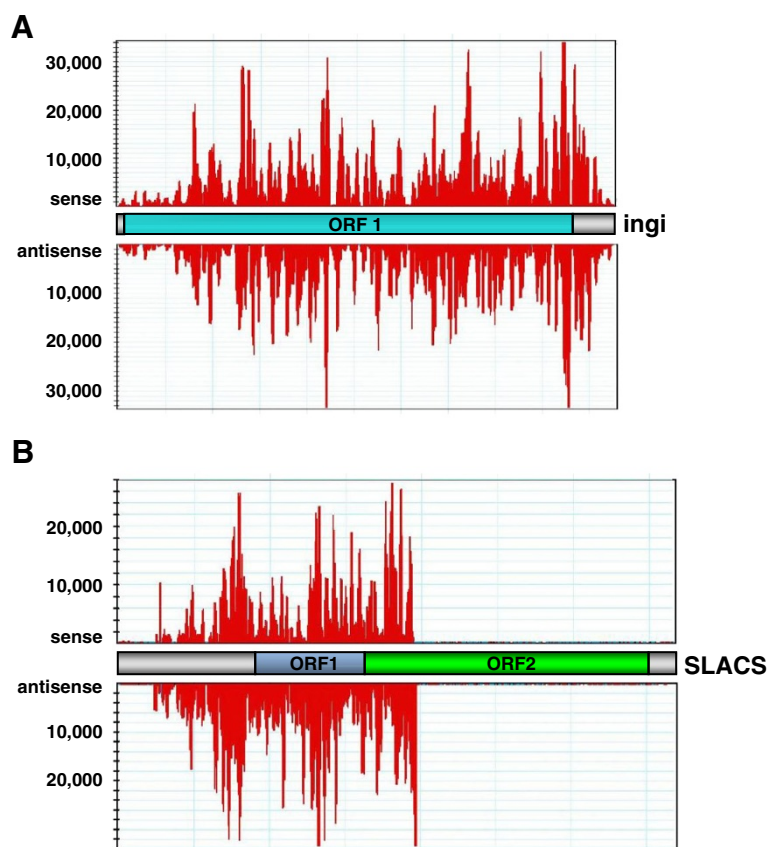 A
30,000
20,000
10,000
sense
ORF 1
ingi
antisense
10,000
20,000
30,000
B
20,000
10,000
sense
ORF1
ORF2
SLACS
antisense
10,000
20,000